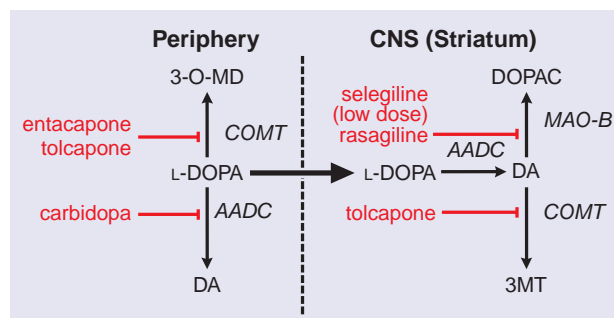 Periphery
CNS (Striatum)
3-O-MD
DOPAC
selegiline
(low dose)
rasagiline
entacapone
tolcapone
COMT
MAO-B
AADC
L-DOPA
L-DOPA
DA
carbidopa
AADC
tolcapone
COMT
DA
3MT